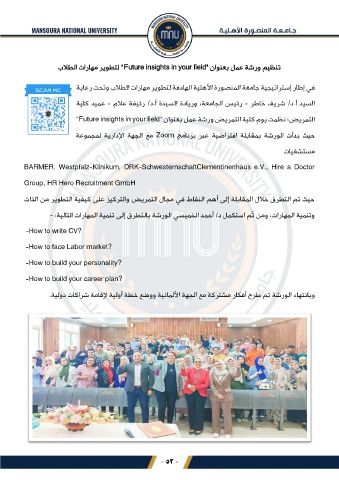 MANSOURA NATIONAL UNIVERSITY
جـامـعـة المنصورة الأهـلـيـة
تنظيم ورشة عمل بعنوان "Future insights in your field" لتطوير مهارات الطلاب
SCAN ME
في إطار إستراتيجية جامعة المنصورة الأهلية الهادفة لتطوير مهارات الطلاب وتحت رعاية
السيد أ.د/ شريف خاطر - رئيس الجامعة، وريادة السيدة أ.د/ رئيفة علام - عميد كلية
التمريض؛ نظمت يوم كلية التمريض ورشة عمل بعنوان "Future insights in your field"
حيث بدأت الورشة بمقابلة افتراضية عبر برنامج Zoom مع الجهة الإدارية لمجموعة
مستشفيات
BARMER, Westpfalz-Klinikum, DRK-SchwesternschaftClementinenhaus e.V., Hire a Doctor
Group, HR Hero Recruitment GmbH
حيث تم التطرق خلال المقابلة إلى أهم النقاط في مجال التمريض والتركيز على كيفية التطوير من الذات
وتنمية المهارات، ومن ثم استكمل د/ أحمد الخميسي الورشة بالتطرق إلى تنمية المهارات التالية: -
-How to write CV?
-How to face Labor market?
-How to build your personality?
-How to build your career plan?
وبانتهاء الورشة تم طرح أفكار مشتركة مع الجهة الألمانية ووضع خطة أولية لإقامة شراكات دولية.
- ٥٣ -